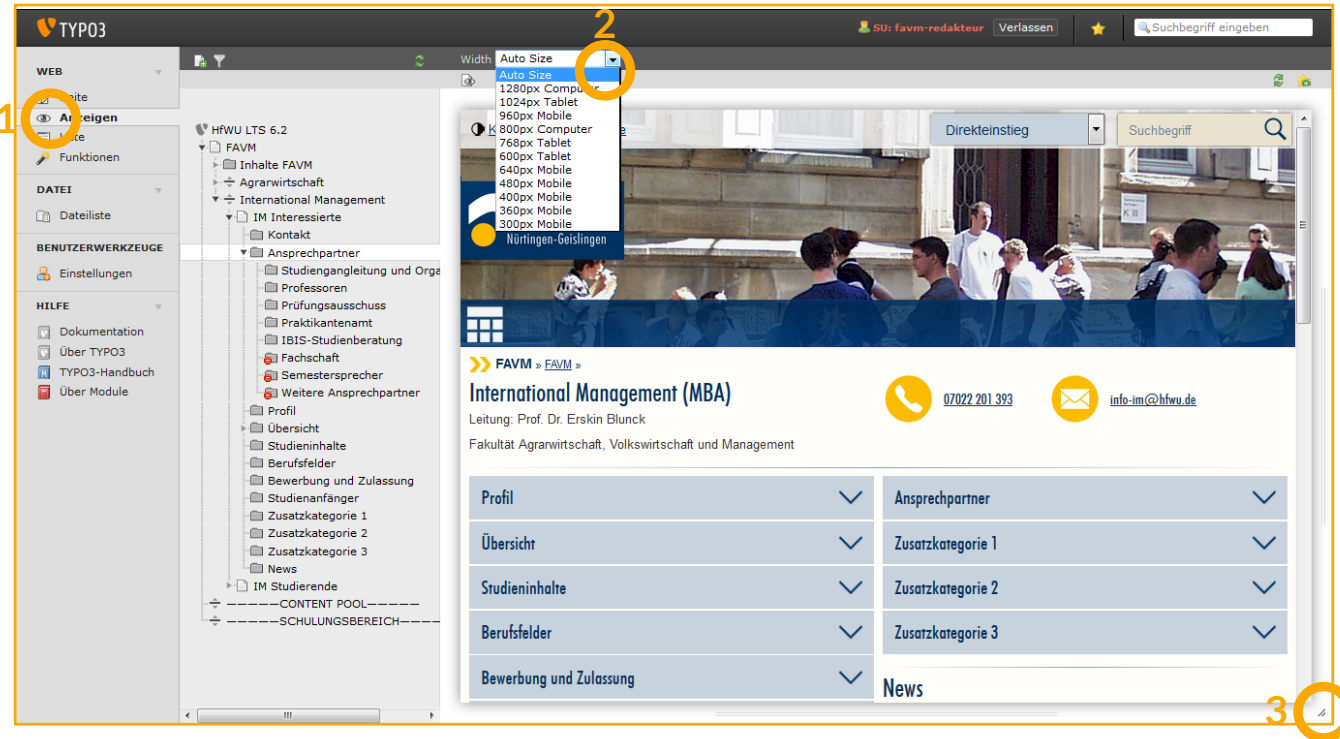 TYPO3
SU: favm-redakteur
Verlassen
Suchbegriff eingeben
2
WEB
Anzeigen
Liste
Funktionen
1
DATEI
Dateiliste
BENUTZERWERKZEUGE
Einstellungen
HILFE
Dokumentation
Über TYPO3
TYPO3-Handbuch
Über Module
HfWU LTS 6.2
FAVM
Inhalte FAVM
Agrarwirtschaft
International Management
IM Interessierte
Kontakt
Ansprechpartner
Studiengangleitung und Orga
Professoren
Prüfungsausschuss
Praktikantenamt
IBIS-Studienberatung
Fachschaft
Semestersprecher
Weitere Ansprechpartner
Profil
Übersicht
Studieninhalte
Berufsfelder
Bewerbung und Zulassung
Studienanfänger
Zusatzkategorie 1
Zusatzkategorie 2
Zusatzkategorie 3
News
IM Studierende
-----CONTENT POOL-----
-----SCHULUNGSBEREICH----
Width Auto Size
Auto Size
1280px Computer
1024px Tablet
960px Mobile
800px Computer
768px Tablet
600px Tablet
640px Mobile
480px Mobile
400px Mobile
360px Mobile
300px Mobile
Direkteinstieg
Suchbegriff
Nürtingen-Geislingen
K III
FAVM » FAVM »
International Management (MBA)
Leitung: Prof. Dr. Erskin Blunck
Fakultät Agrarwirtschaft, Volkswirtschaft und Management
07022 201 393
info-im@hfwu.de
Profil
Übersicht
Studieninhalte
Berufsfelder
Bewerbung und Zulassung
Ansprechpartner
Zusatzkategorie 1
Zusatzkategorie 2
Zusatzkategorie 3
News
3